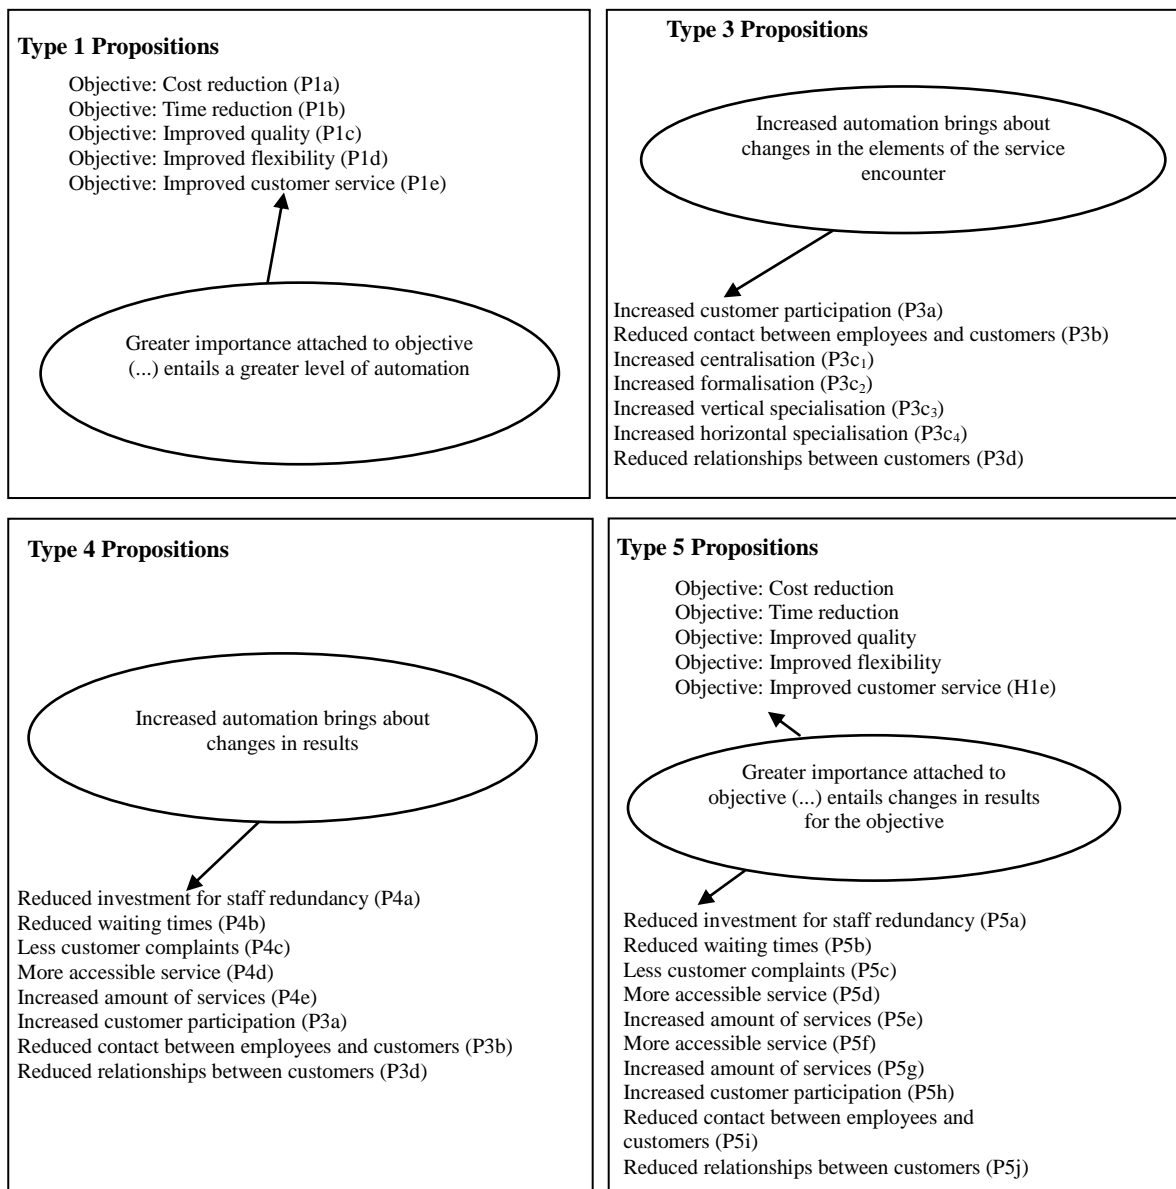 Type 1 Propositions
Objective: Cost reduction (P1a)
Objective: Time reduction (P1b)
Objective: Improved quality (P1c)
Objective: Improved flexibility (P1d)
Objective: Improved customer service (P1e)
Greater importance attached to objective
(...) entails a greater level of automation
Type 3 Propositions
Increased automation brings about
changes in the elements of the service
encounter
Increased customer participation (P3a)
Reduced contact between employees and customers (P3b)
Increased centralisation (P3c₁)
Increased formalisation (P3c₂)
Increased vertical specialisation (P3c₃)
Increased horizontal specialisation (P3c₄)
Reduced relationships between customers (P3d)
Type 4 Propositions
Increased automation brings about
changes in results
Reduced investment for staff redundancy (P4a)
Reduced waiting times (P4b)
Less customer complaints (P4c)
More accessible service (P4d)
Increased amount of services (P4e)
Increased customer participation (P3a)
Reduced contact between employees and customers (P3b)
Reduced relationships between customers (P3d)
Type 5 Propositions
Objective: Cost reduction
Objective: Time reduction
Objective: Improved quality
Objective: Improved flexibility
Objective: Improved customer service (H1e)
Greater importance attached to
objective (...) entails changes in results
for the objective
Reduced investment for staff redundancy (P5a)
Reduced waiting times (P5b)
Less customer complaints (P5c)
More accessible service (P5d)
Increased amount of services (P5e)
More accessible service (P5f)
Increased amount of services (P5g)
Increased customer participation (P5h)
Reduced contact between employees and
customers (P5i)
Reduced relationships between customers (P5j)